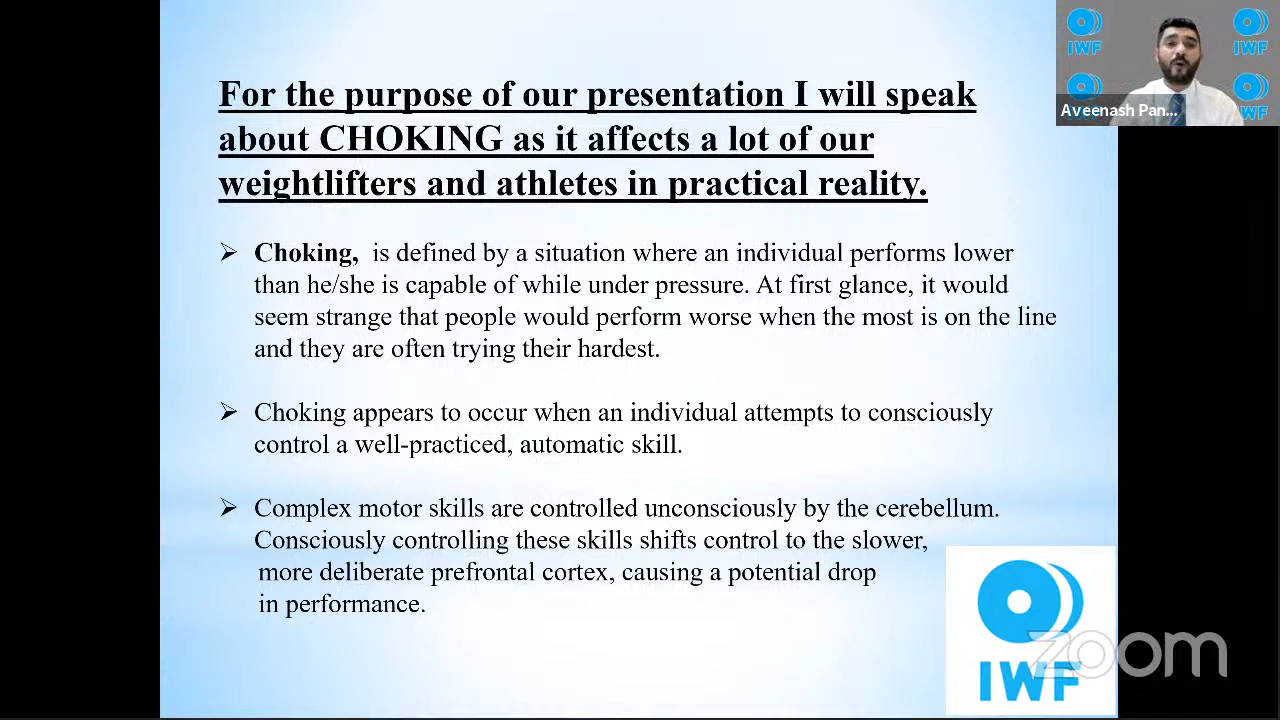 For the purpose of our presentation I will speak
about CHOKING as it affects a lot of our
weightlifters and athletes in practical reality.
Choking, is defined by a situation where an individual performs lower
than he/she is capable of while under pressure. At first glance, it would
seem strange that people would perform worse when the most is on the line
and they are often trying their hardest.
Choking appears to occur when an individual attempts to consciously
control a well-practiced, automatic skill.
Complex motor skills are controlled unconsciously by the cerebellum.
Consciously controlling these skills shifts control to the slower,
more deliberate prefrontal cortex, causing a potential drop
in performance.
IWF
zoom
IWF
IWF
WF
Aveenash Pan...